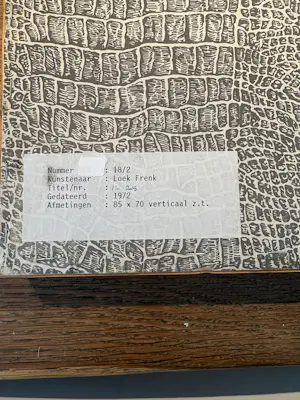 Nummer : 18/2
Kunstenaar : Loek Frenk
Titel/nr. :
Gedateerd : 1972
Afmetingen : 85 x 70 verticaal z.t.